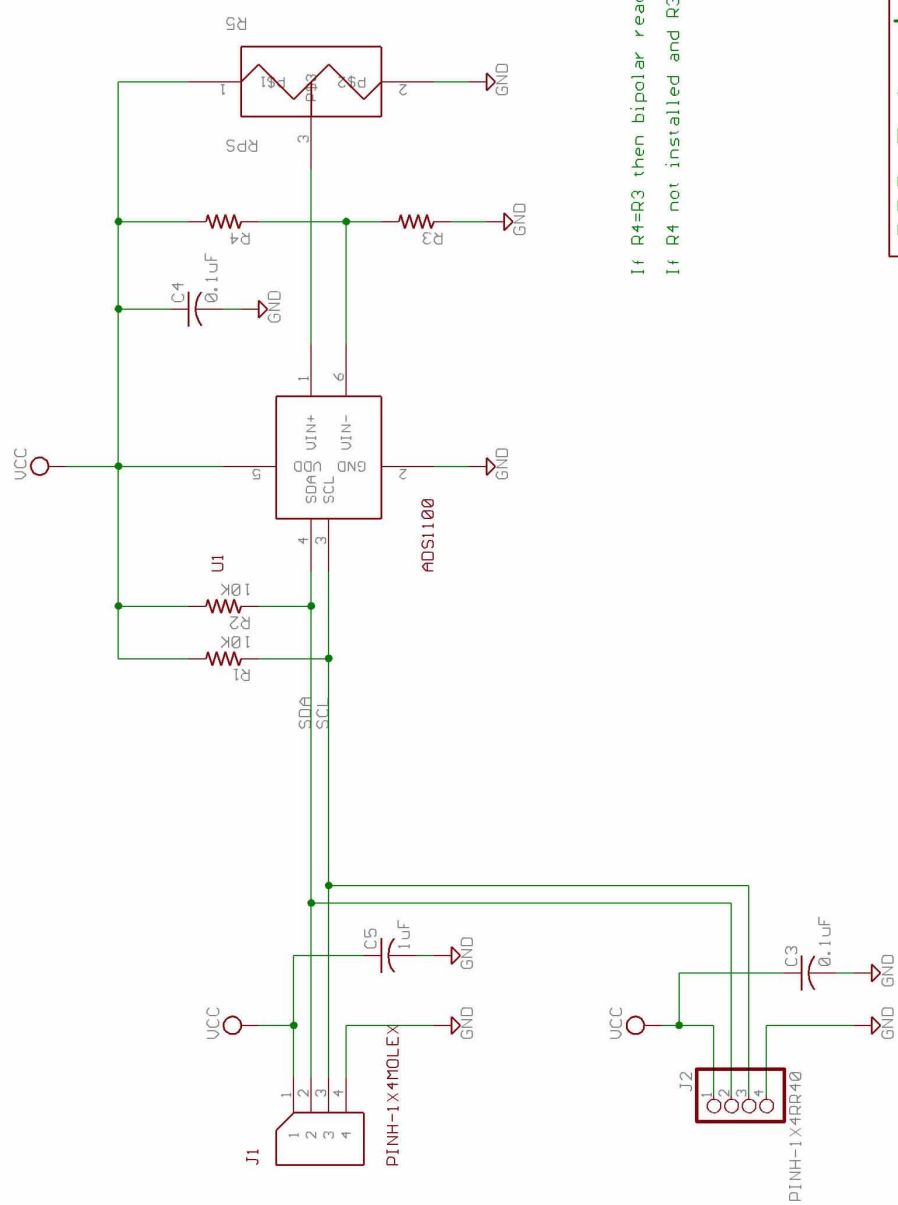 R5
1
P$1
P$3
P$2
2
GND
RPS
3
R4
R3
GND
C4
0.1uF
GND
If R4=R3 then bipolar
If R4 not installed and
VCC
5
1
6
SDA
VDD
VIN+
SCL
GND
VIN-
4
3
2
GND
U1
ADS1100
10K
R2
10K
R1
SDA
SCL
C5
1uF
GND
VCC
GND
J1
1
2
3
4
1
2
3
4
PINH-1X4MOLEX
C3
0.1uF
GND
VCC
GND
J2
1
2
3
4
PINH-1X4RR40